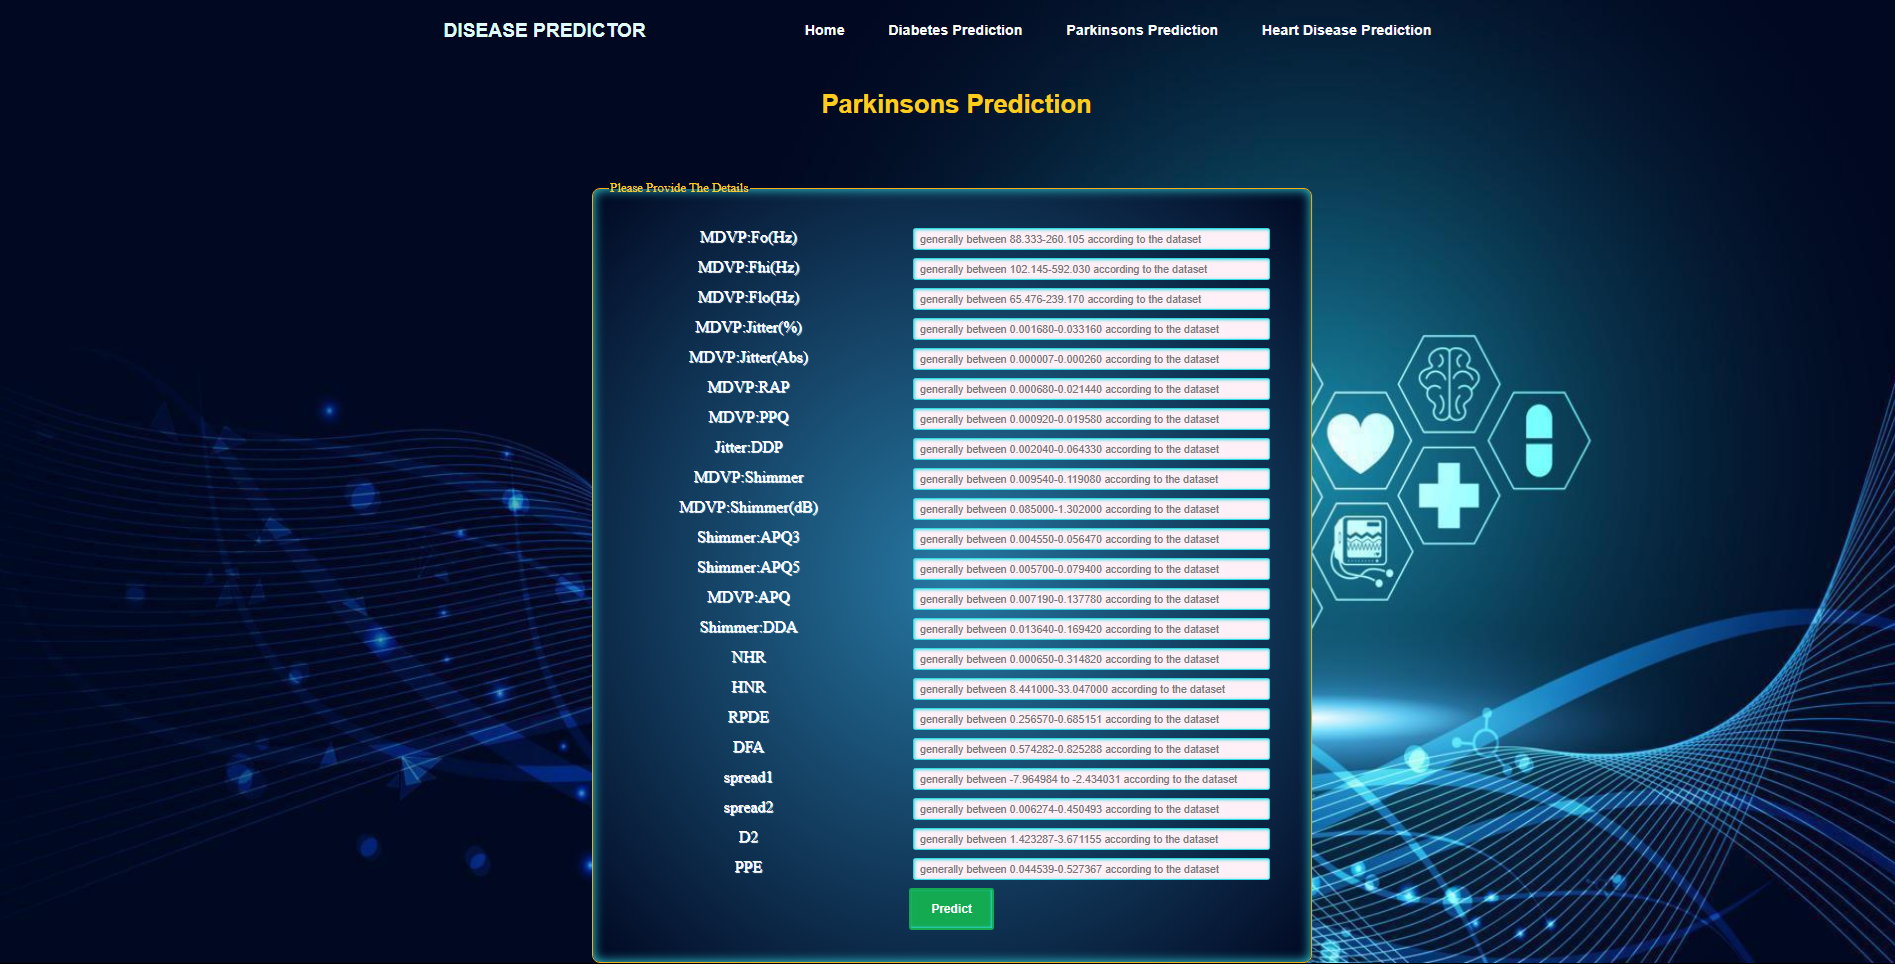 DISEASE PREDICTOR Home Diabetes Prediction Parkinsons Prediction Heart Disease Prediction
Parkinsons Prediction
Please Provide The Details
MDVP:Fo(Hz) generally between 88.333-260.105 according to the dataset
MDVP:Fhi(Hz) generally between 102.145-592.030 according to the dataset
MDVP:Flo(Hz) generally between 65.476-239.170 according to the dataset
MDVP:Jitter(%) generally between 0.001680-0.033160 according to the dataset
MDVP:Jitter(Abs) generally between 0.000007-0.000260 according to the dataset
MDVP:RAP generally between 0.000680-0.021440 according to the dataset
MDVP:PPQ generally between 0.000920-0.019580 according to the dataset
Jitter:DDP generally between 0.002040-0.064330 according to the dataset
MDVP:Shimmer generally between 0.009540-0.119080 according to the dataset
MDVP:Shimmer(dB) generally between 0.085000-1.302000 according to the dataset
Shimmer:APQ3 generally between 0.004550-0.056470 according to the dataset
Shimmer:APQ5 generally between 0.005700-0.079400 according to the dataset
MDVP:APQ generally between 0.007190-0.137780 according to the dataset
Shimmer:DDA generally between 0.013640-0.169420 according to the dataset
NHR generally between 0.000650-0.314820 according to the dataset
HNR generally between 8.441000-33.047000 according to the dataset
RPDE generally between 0.256570-0.685151 according to the dataset
DFA generally between 0.574282-0.825288 according to the dataset
spread1 generally between -7.964984 to -2.434031 according to the dataset
spread2 generally between 0.006274-0.450493 according to the dataset
D2 generally between 1.423287-3.671155 according to the dataset
PPE generally between 0.044539-0.527367 according to the dataset
Predict